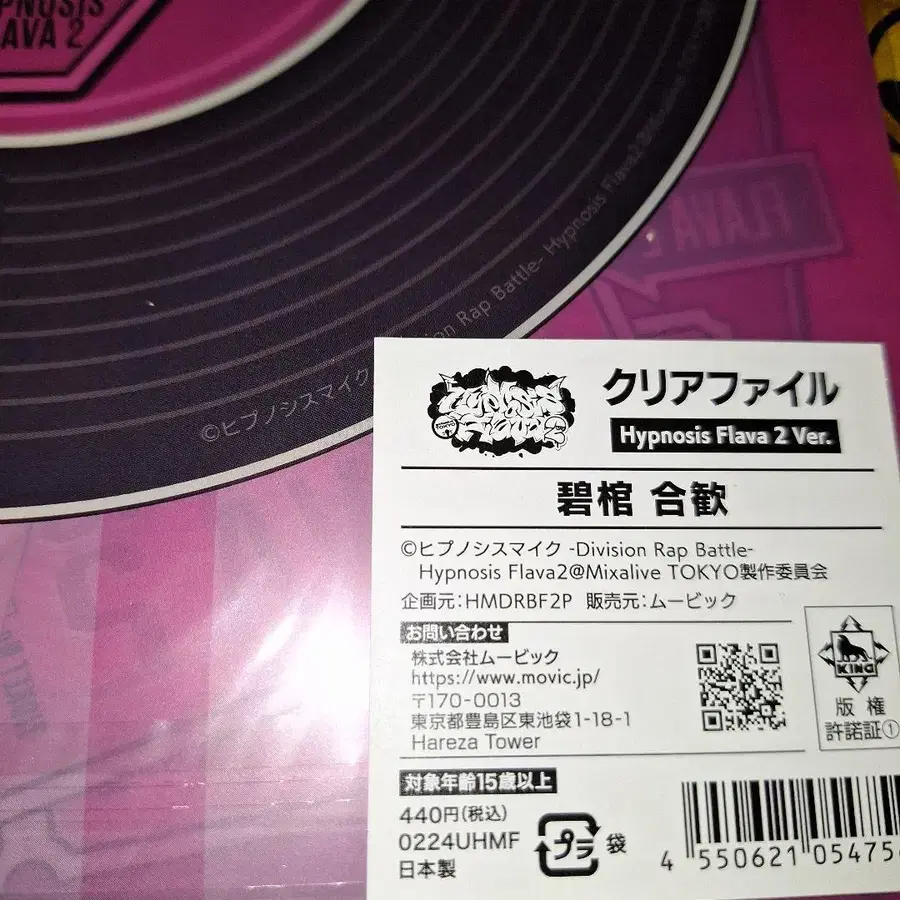 HYPNOSIS
FLAVA 2
FLAVA
©ヒプノシスマイク -Division Rap Battle- Hypnosis Flava2
クリアファイル
Hypnosis Flava 2 Ver.
碧棺 合歓
©ヒプノシスマイク -Division Rap Battle-
Hypnosis Flava2@Mixalive TOKYO製作委員会
企画元:HMDRBF2P 販売元:ムービック
お問い合わせ
株式会社ムービック
https://www.movic.jp/
〒170-0013
東京都豊島区東池袋1-18-1
Hareza Tower
KING
版権
許諾証①
対象年齢15歳以上
440円(税込)
0224UHMF
日本製
プラ 袋
4 550621 05475